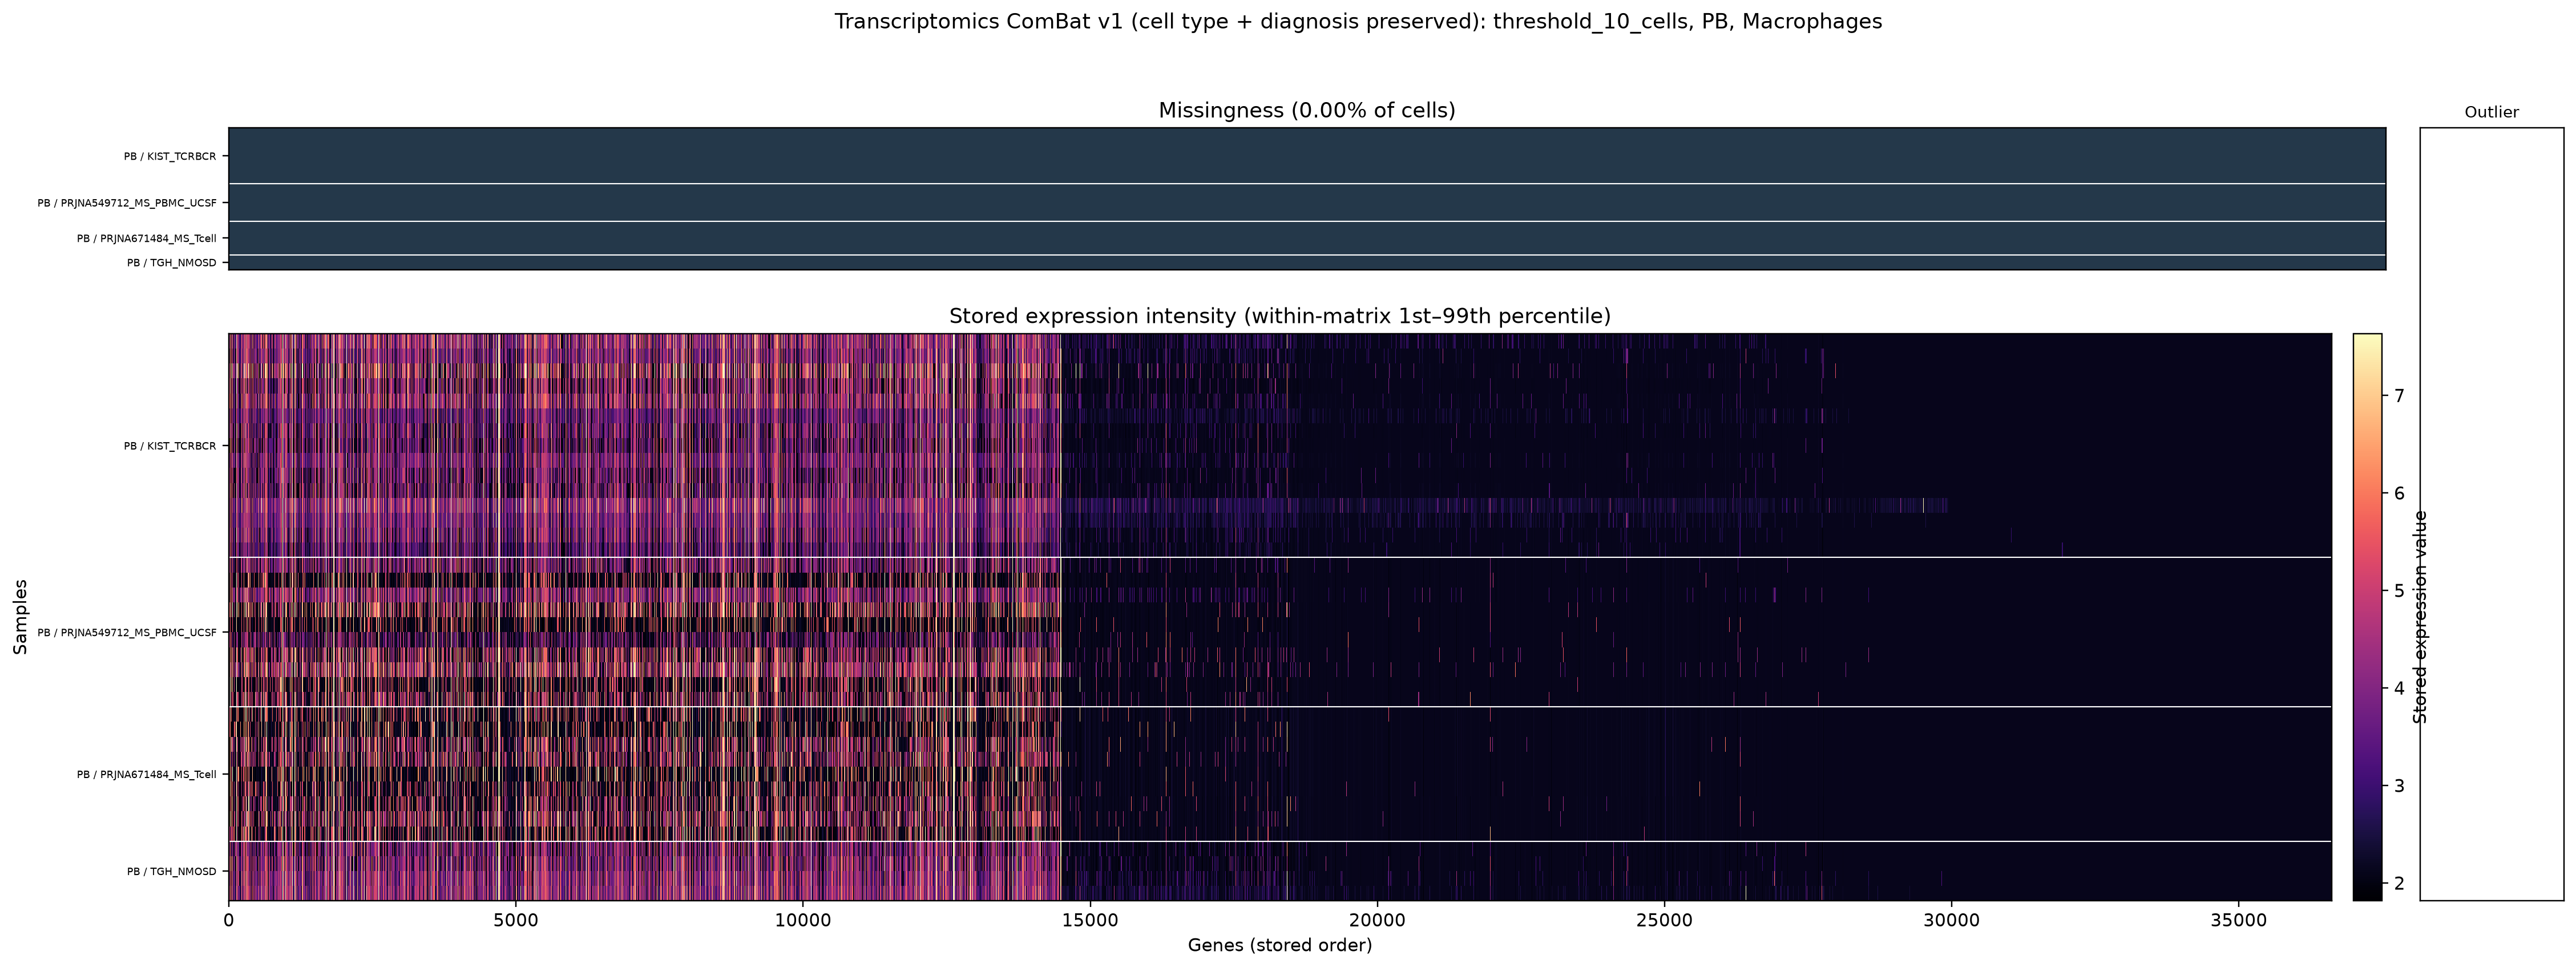 Transcriptomics ComBat v1 (cell type + diagnosis preserved): threshold_10_cells, PB, Macrophages
Missingness (0.00% of cells)
Outlier
PB / KIST_TCRBCR
PB / PRJNA549712_MS_PBMC_UCSF
PB / PRJNA671484_MS_Tcell
PB / TGH_NMOSD
Stored expression intensity (within-matrix 1st–99th percentile)
Samples
PB / KIST_TCRBCR
PB / PRJNA549712_MS_PBMC_UCSF
PB / PRJNA671484_MS_Tcell
PB / TGH_NMOSD
7
6
5
4
3
2
Stored expression value
0 5000 10000 15000 20000 25000 30000 35000
Genes (stored order)